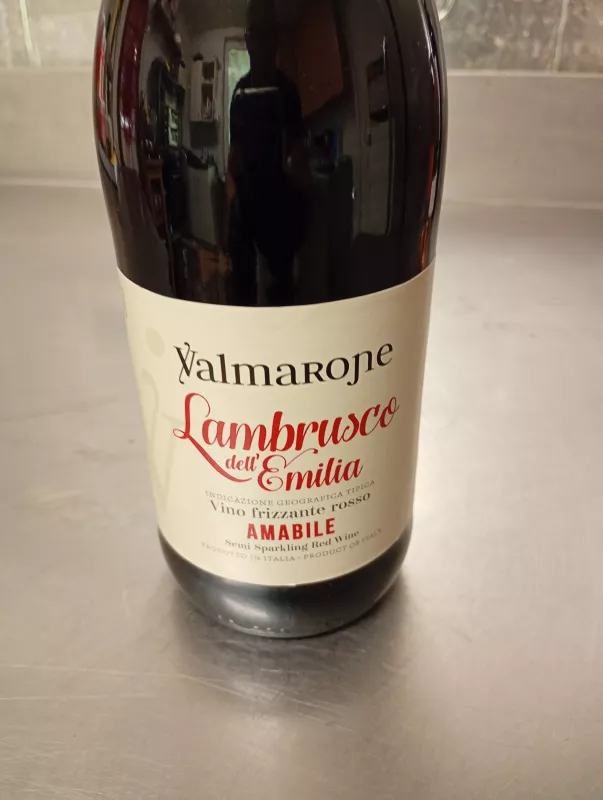 Valmarone
Lambrusco
dell'Emilia
INDICAZIONE GEOGRAFICA TIPICA
Vino frizzante rosso
AMABILE
Semi Sparkling Red Wine
PRODOTTO IN ITALIA - PRODUCT OF ITALY